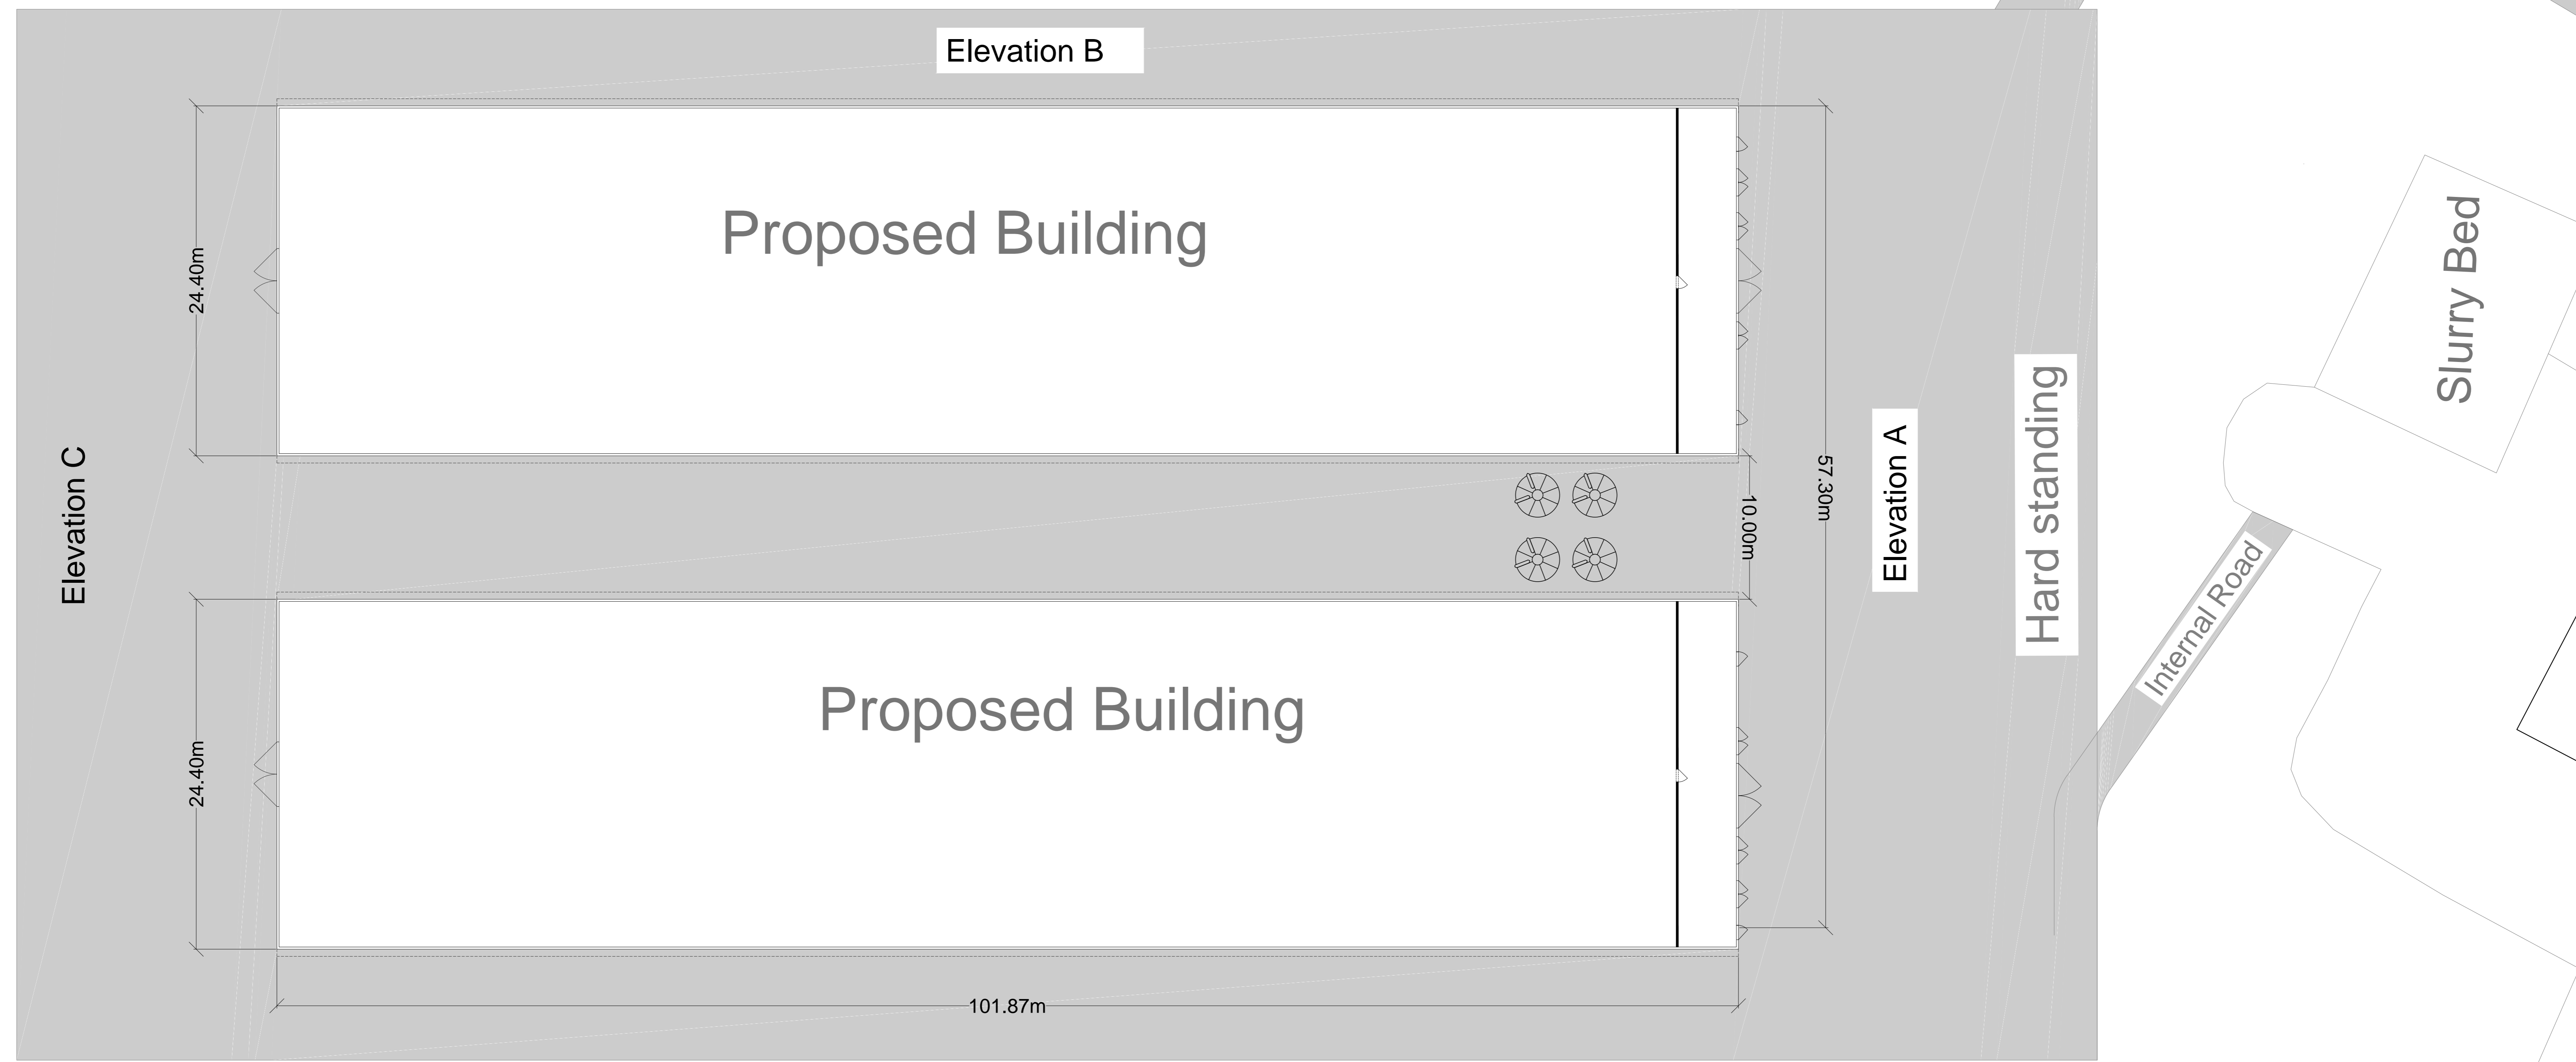 Elevation B
24.40m
Proposed Building
Slurry Bed
Elevation C
10.00m
57.30m
Elevation A
Hard standing
Internal Road
24.40m
Proposed Building
101.87m